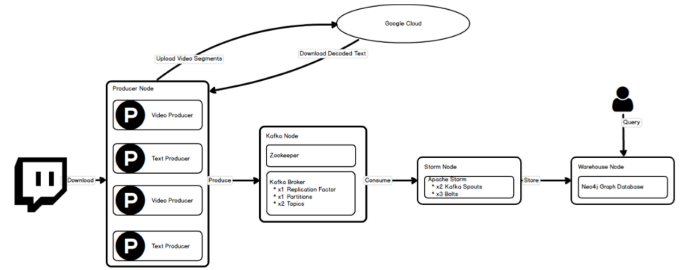 Google Cloud
Upload Video Segments
Download Decoded Text
Producer Node
P Video Producer
P Text Producer
P Video Producer
P Text Producer
Download
Produce
Kafka Node
Zookeeper
Kafka Broker
* x1 Replication Factor
* x1 Partitions
* x2 Topics
Consume
Storm Node
Apache Storm
* x2 Kafka Spouts
* x3 Bolts
Store
Query
Warehouse Node
Neo4j Graph Database